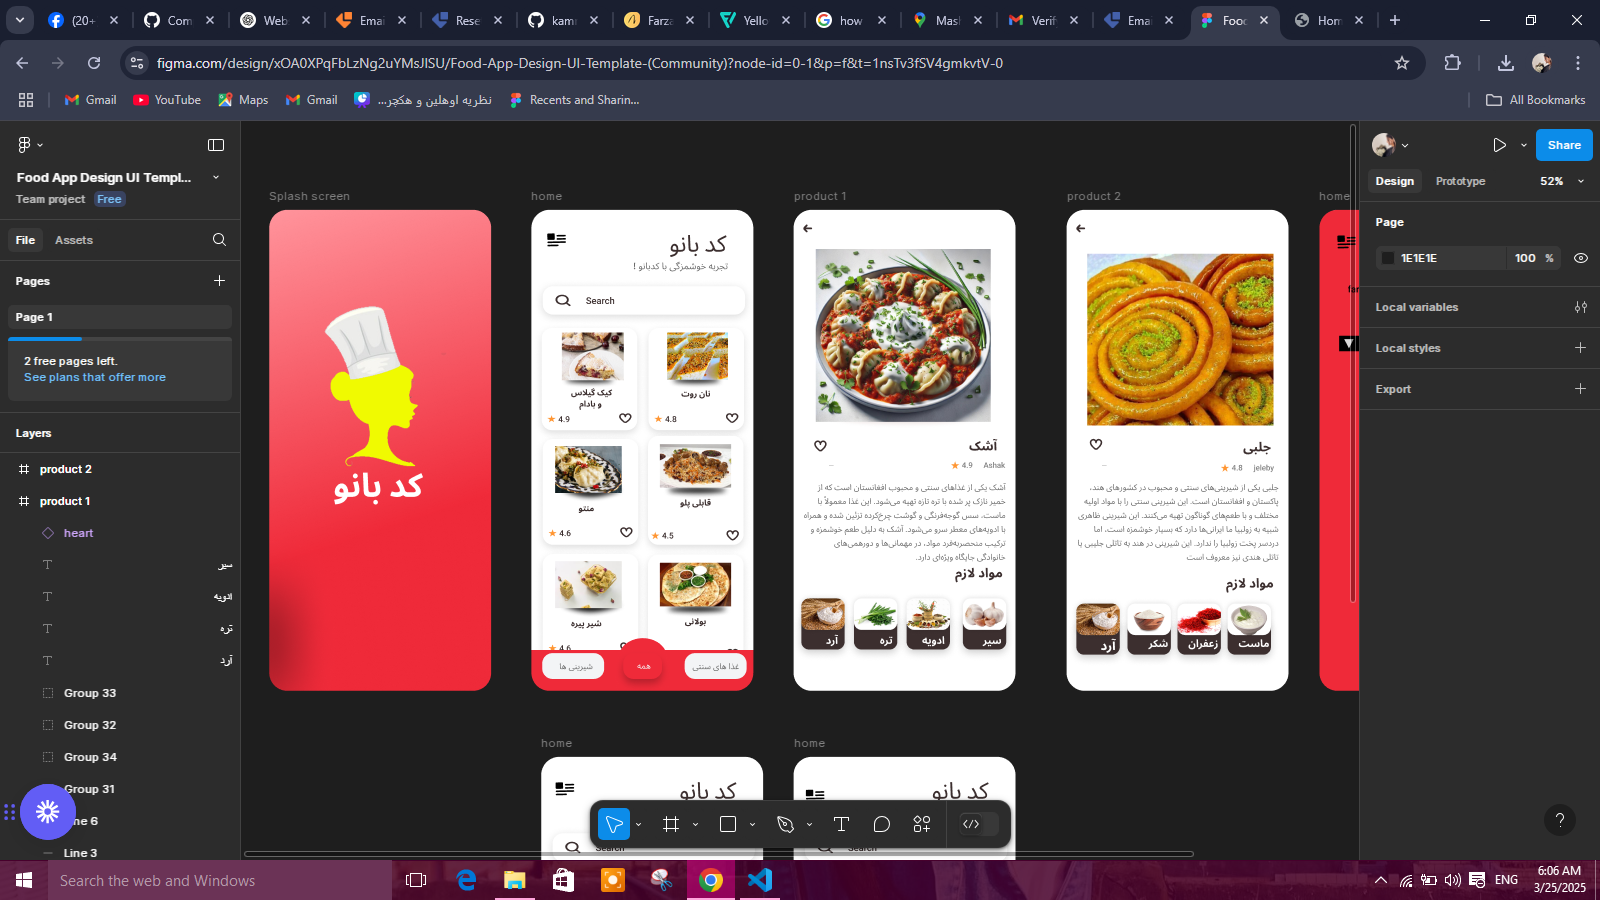 (20+
Com
Web
Emai
Rese
kam
Farza
Yello
how
Mas
Verif
Emai
Food
Hom
figma.com/design/xOA0XPqFbLzNg2uYMsJISU/Food-App-Design-UI-Template-(Community)?node-id=0-1&p=f&t=1nsTv3fSV4gmkvtV-0
Gmail
YouTube
Maps
Gmail
نظریه اوهلین و هکچر...
Recents and Sharin...
All Bookmarks
Food App Design UI Templ...
Team project Free
File Assets
Pages
Page 1
2 free pages left.
See plans that offer more
Layers
product 2
product 1
heart
سیر
ادویه
تره
آرد
Group 33
Group 32
Group 34
Group 31
Line 3
Splash screen
کد بانو
home
کد بانو
تجربه خوشمزگی با کدبانو !
Search
کیک گیلاس
و بادام
4.9
نان روت
4.8
منتو
4.6
قابلی پلو
4.5
شیر پیره
4.6
بولانی
شیرینی ها
همه
غذا های سنتی
product 1
آشک
4.9 Ashak
آشک یکی از غذاهای سنتی و محبوب افغانستان است که از
خمیر نازک پر شده با تره تازه تهیه می‌شود. این غذا معمولاً با
ماست، سس گوجه‌فرنگی و گوشت چرخ‌کرده تزئین شده و همراه
با ادویه‌های معطر سرو می‌شود. آشک به دلیل طعم خوشمزه و
ترکیب منحصربه‌فرد مواد، در مهمانی‌ها و دورهمی‌های
خانوادگی جایگاه ویژه‌ای دارد.
مواد لازم
سیر
ادویه
تره
آرد
product 2
جلبی
4.8 jeleby
جلبی یکی از شیرینی‌های سنتی و محبوب در کشورهای هند،
پاکستان و افغانستان است. این شیرینی سنتی را با مواد اولیه
مختلف و با طعم‌های گوناگون تهیه می‌کنند. این شیرینی ظاهری
شبیه به زولبیا ما ایرانی‌ها دارد که بسیار خوشمزه است، اما
دردسر پخت زولبیا را ندارد. این شیرینی در هند به نام جلیبی یا
نیز معروف است
مواد لازم
ماست
زعفران
شکر
آرد
home
far
home
کد بانو
Search
home
کد بانو
Search
Share
Design Prototype 52%
Page
1E1E1E 100 %
Local variables
Local styles
Export
?
Search the web and Windows
ENG
6:06 AM
3/25/2025